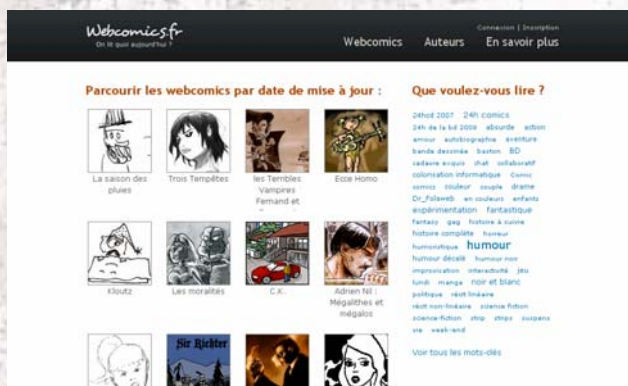 Webcomics.fr
On lit quoi aujourd'hui ?
Connexion | Inscription
Webcomics Auteurs En savoir plus
Parcourir les webcomics par date de mise à jour :
La saison des pluies
Trois Tempêtes
les Terribles Vampires Fernand et
Ecce Homo
Kloutz
Les moralités
C.K.
Adrien Nil : Mégalithes et mégalos
Sir Richter
Que voulez-vous lire ?
24hcd 2007 24h comics
24h de la bd 2008 absurde action
amour autobiographie aventure
bande dessinée baston BD
cadavre exquis chat collaboratif
colorisation informatique Comic
comics couleur couple drame
Dr_Folaweb en couleurs enfants
expérimentation fantastique
fantasy gag histoire à suivre
histoire complète horreur
humoristique humour
humour décalé humour noir
improvisation interactivité jeu
lundi manga noir et blanc
politique récit linéaire
récit non-linéaire science fiction
science-fiction strip strips suspens
vie week-end
Voir tous les mots-clés